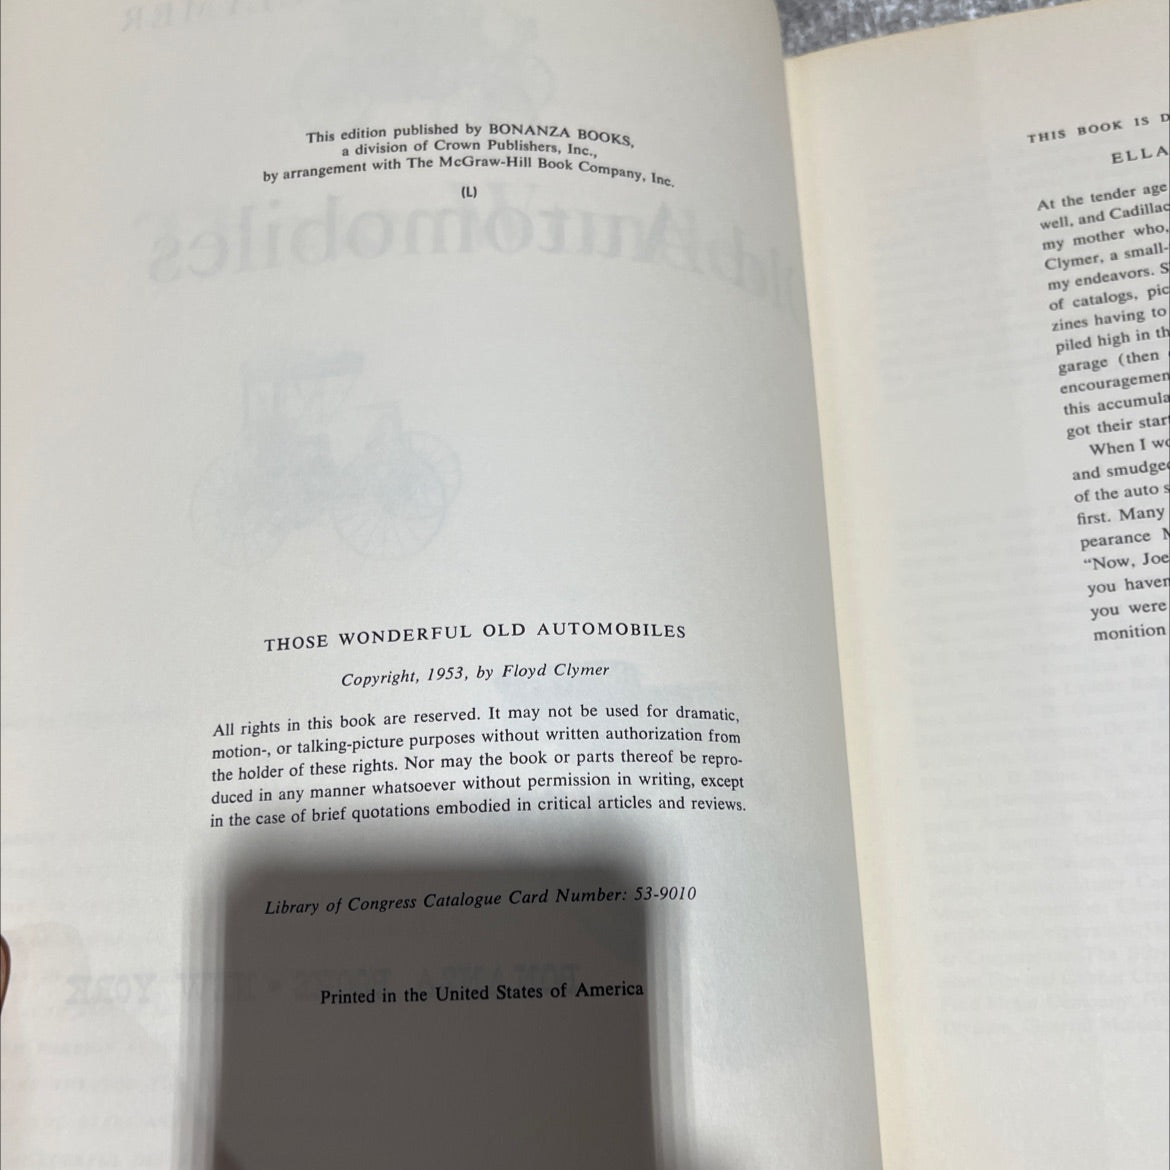 This edition published by BONANZA BOOKS,
a division of Crown Publishers, Inc.,
by arrangement with The McGraw-Hill Book Company, Inc.
(L)
THOSE WONDERFUL OLD AUTOMOBILES
Copyright, 1953, by Floyd Clymer
All rights in this book are reserved. It may not be used for dramatic,
motion-, or talking-picture purposes without written authorization from
the holder of these rights. Nor may the book or parts thereof be repro-
duced in any manner whatsoever without permission in writing, except
in the case of brief quotations embodied in critical articles and reviews.
Library of Congress Catalogue Card Number: 53-9010
Printed in the United States of America
THIS BOOK IS D
ELLA
At the tender age
well, and Cadillac
my mother who,
Clymer, a small-
my endeavors. S
of catalogs, pic
zines having to
piled high in th
garage (then
encouragemen
this accumula
got their start
When I wo
and smudged
of the auto s
first. Many
pearance M
"Now, Joe
you haven
you were
monition